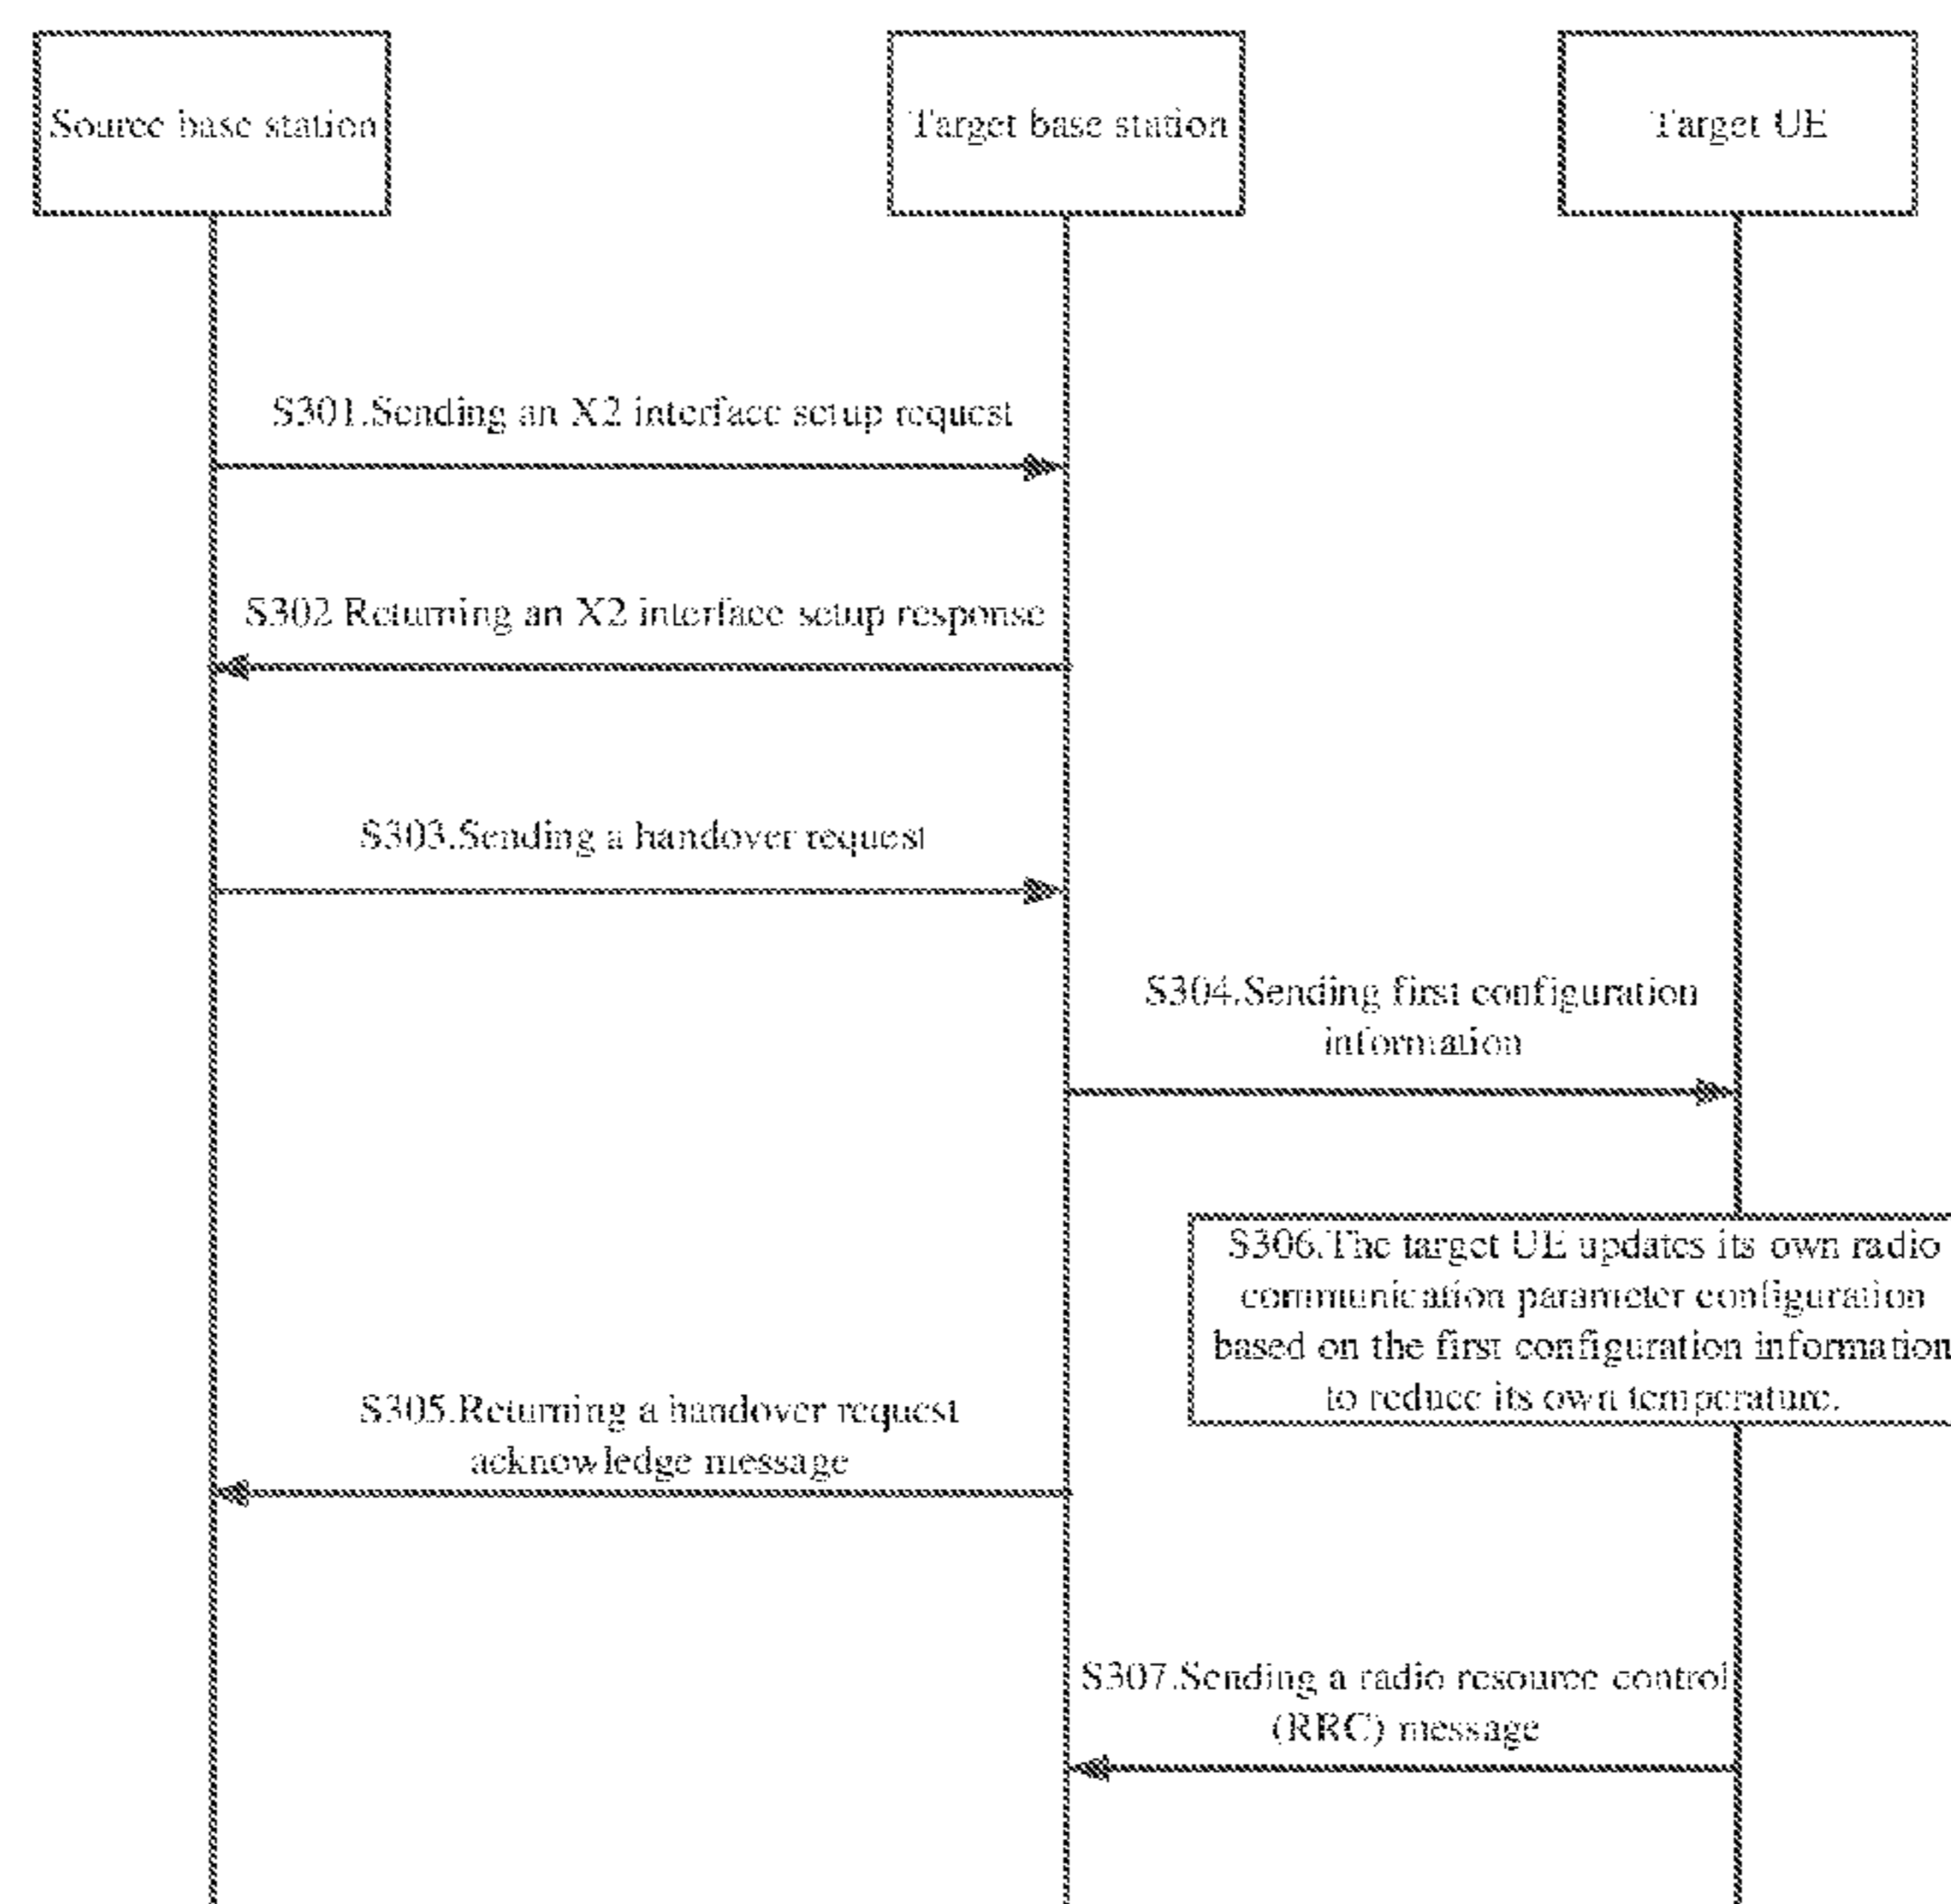 Source base station
Target base station
Target UE
S301.Sending an X2 interface setup request
S302 Returning an X2 interface setup response
S303.Sending a handover request
S304.Sending first configuration
information
S306.The target UE updates its own radio
communication parameter configuration
based on the first configuration information
to reduce its own temperature.
S305.Returning a handover request
acknowledge message
S307.Sending a radio resource control
(RRC) message